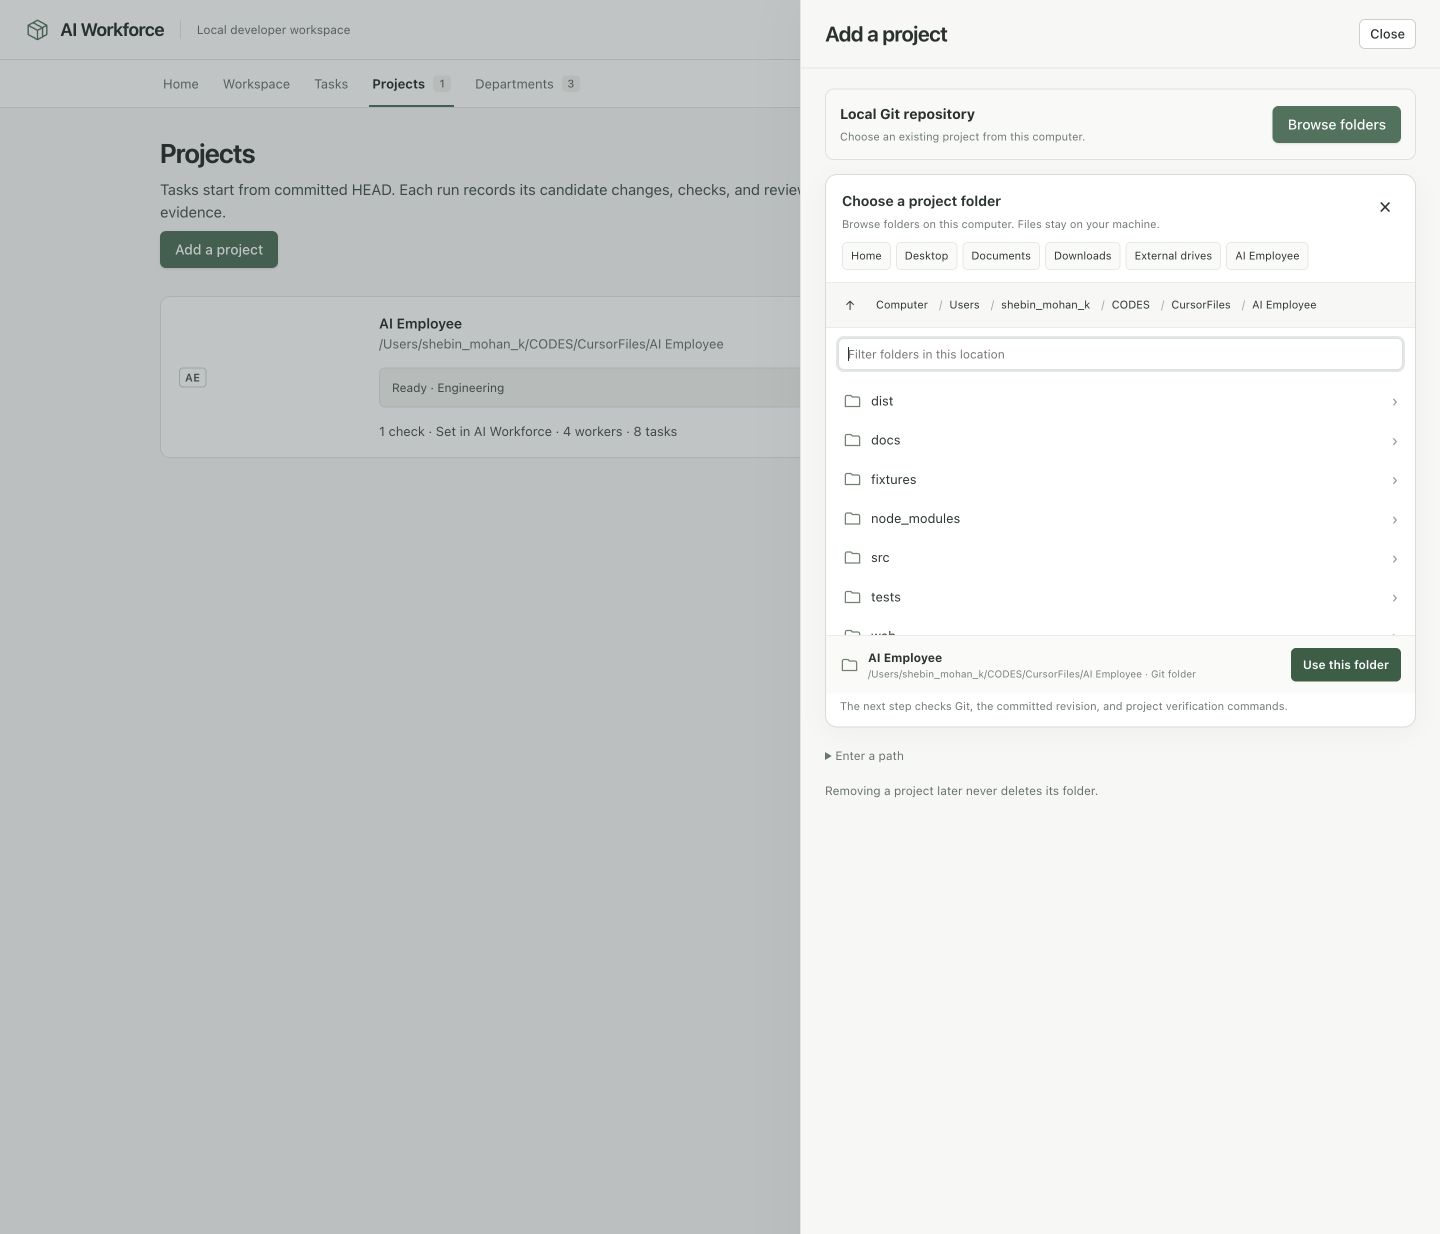 AI Workforce
Local developer workspace
Home
Workspace
Tasks
Projects 1
Departments 3
Projects
Tasks start from committed HEAD. Each run records its candidate changes, checks, and review
evidence.
Add a project
AE
AI Employee
/Users/shebin_mohan_k/CODES/CursorFiles/AI Employee
Ready · Engineering
1 check · Set in AI Workforce · 4 workers · 8 tasks
Add a project
Close
Local Git repository
Choose an existing project from this computer.
Browse folders
Choose a project folder
Browse folders on this computer. Files stay on your machine.
Home
Desktop
Documents
Downloads
External drives
AI Employee
Computer / Users / shebin_mohan_k / CODES / CursorFiles / AI Employee
Filter folders in this location
dist
docs
fixtures
node_modules
src
tests
web
AI Employee
/Users/shebin_mohan_k/CODES/CursorFiles/AI Employee · Git folder
Use this folder
The next step checks Git, the committed revision, and project verification commands.
Enter a path
Removing a project later never deletes its folder.